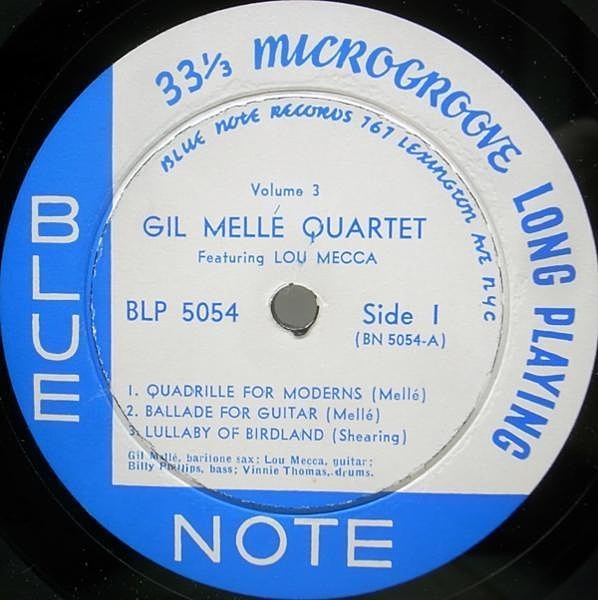 33⅓ MICROGROOVE LONG PLAYING
BLUE NOTE RECORDS 767 LEXINGTON AVE NYC
BLUE
Volume 3
GIL MELLÉ QUARTET
Featuring LOU MECCA
BLP 5054
Side 1
(BN 5054-A)
1. QUADRILLE FOR MODERNS (Mellé)
2. BALLADE FOR GUITAR (Mellé)
3. LULLABY OF BIRDLAND (Shearing)
Gil Mellé, baritone sax; Lou Mecca, guitar;
Billy Phillips, bass; Vinnie Thomas, drums.
NOTE